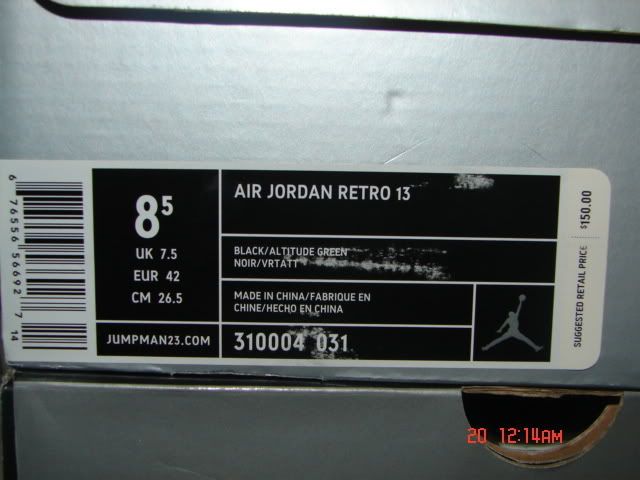 6 76556 56692 7
14
8 5
UK 7.5
EUR 42
CM 26.5
JUMPMAN23.COM
AIR JORDAN RETRO 13
BLACK/ALTITUDE GREEN
NOIR/VRTATT
MADE IN CHINA/FABRIQUE EN
CHINE/HECHO EN CHINA
310004 031
$150.00
SUGGESTED RETAIL PRICE
20 12:14AM